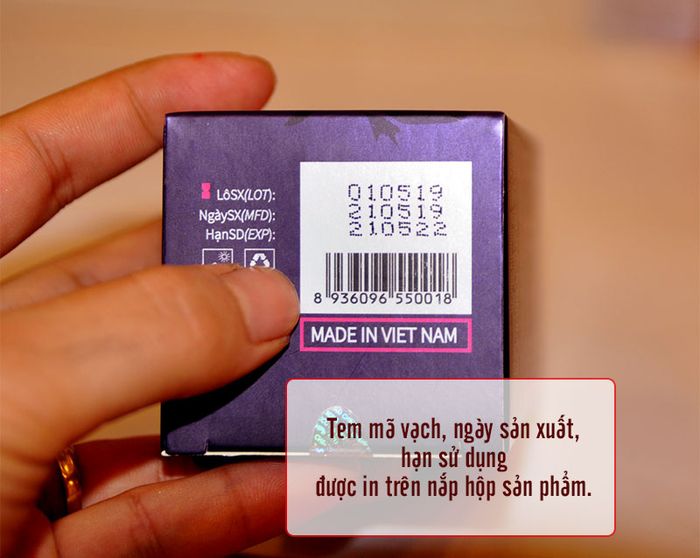 LôSX(LOT): 010519
NgàySX(MFD): 210519
HạnSD(EXP): 210522
8 936096 550018
MADE IN VIET NAM
Tem mã vạch, ngày sản xuất,
hạn sử dụng
được in trên nắp hộp sản phẩm.